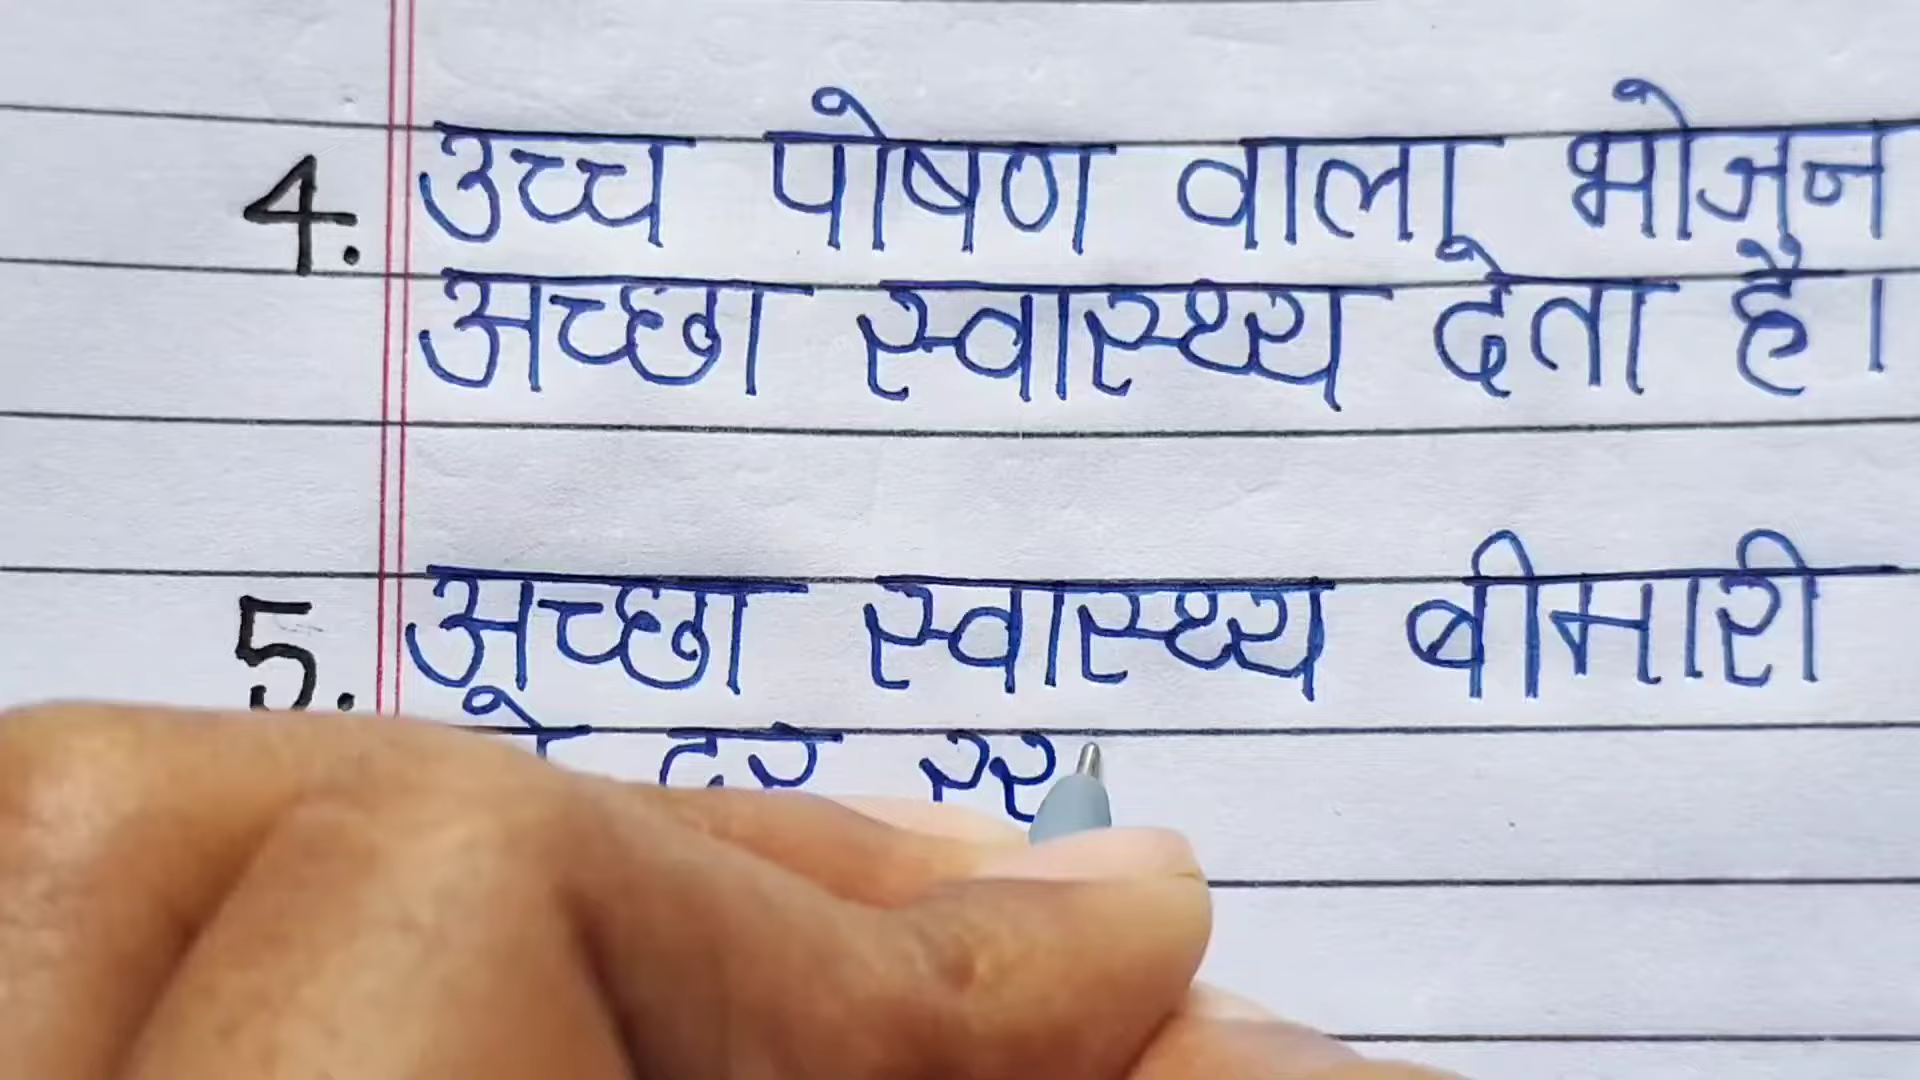 4. उच्च पोषण वाला भोजन
अच्छा स्वास्थ्य देता है।
5. अच्छा स्वास्थ्य बीमारी